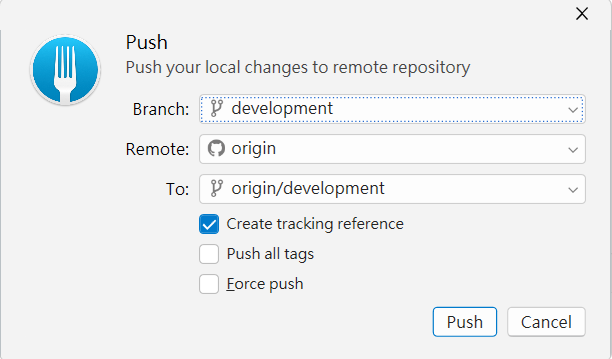 Push
Push your local changes to remote repository
Branch: development
Remote: origin
To: origin/development
Create tracking reference
Push all tags
Force push
Push Cancel